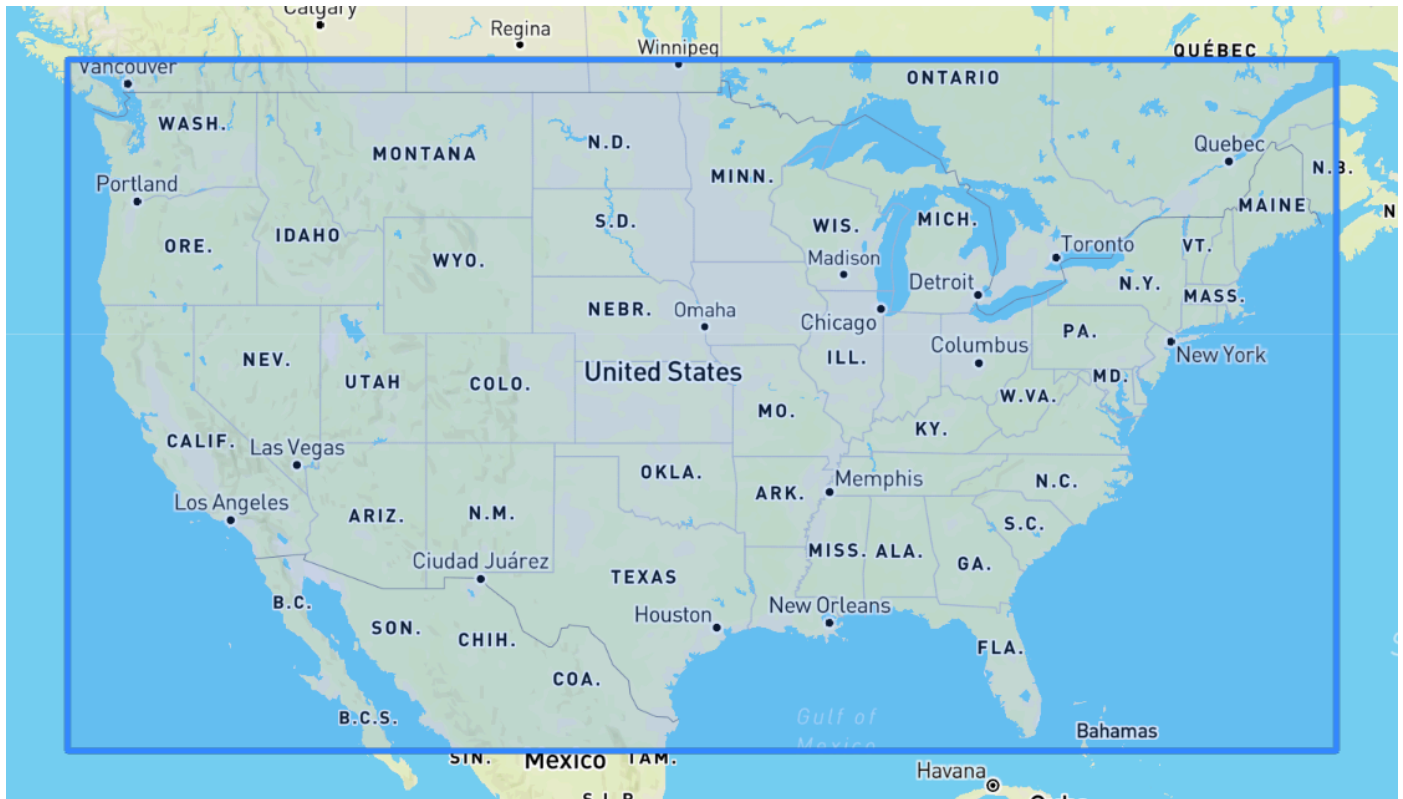 Calgary
Regina
Winnipeg
QUÉBEC
Vancouver
ONTARIO
WASH.
MONTANA
N.D.
MINN.
Quebec
N.B.
Portland
MAINE
N
ORE.
IDAHO
S.D.
WIS.
MICH.
Toronto
VT.
WYO.
Madison
Detroit
N.Y.
MASS.
NEBR.
Omaha
Chicago
PA.
NEV.
Columbus
New York
United States
ILL.
UTAH
COLO.
MD.
W.VA.
MO.
CALIF.
Las Vegas
KY.
OKLA.
Memphis
N.C.
Los Angeles
ARIZ.
N.M.
ARK.
S.C.
Ciudad Juárez
MISS.
ALA.
GA.
TEXAS
B.C.
Houston
New Orleans
SON.
CHIH.
FLA.
COA.
B.C.S.
Gulf of
Mexico
Bahamas
SIN.
Mexico
TAM.
Havana
S.L.P.